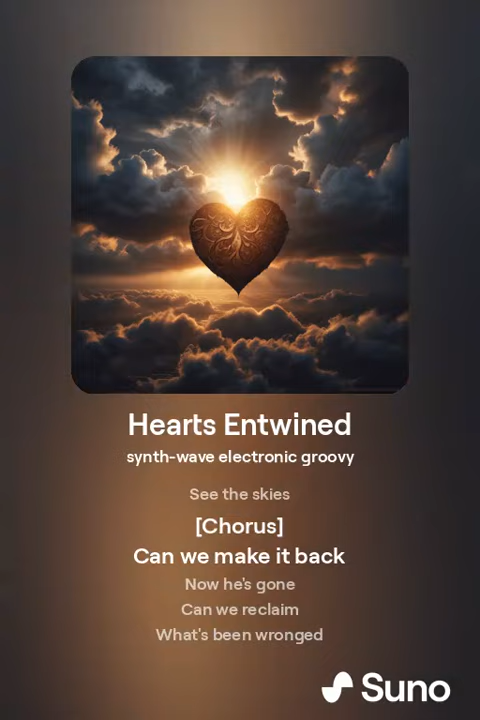 Hearts Entwined
synth-wave electronic groovy
See the skies
[Chorus]
Can we make it back
Now he's gone
Can we reclaim
What's been wronged
Suno